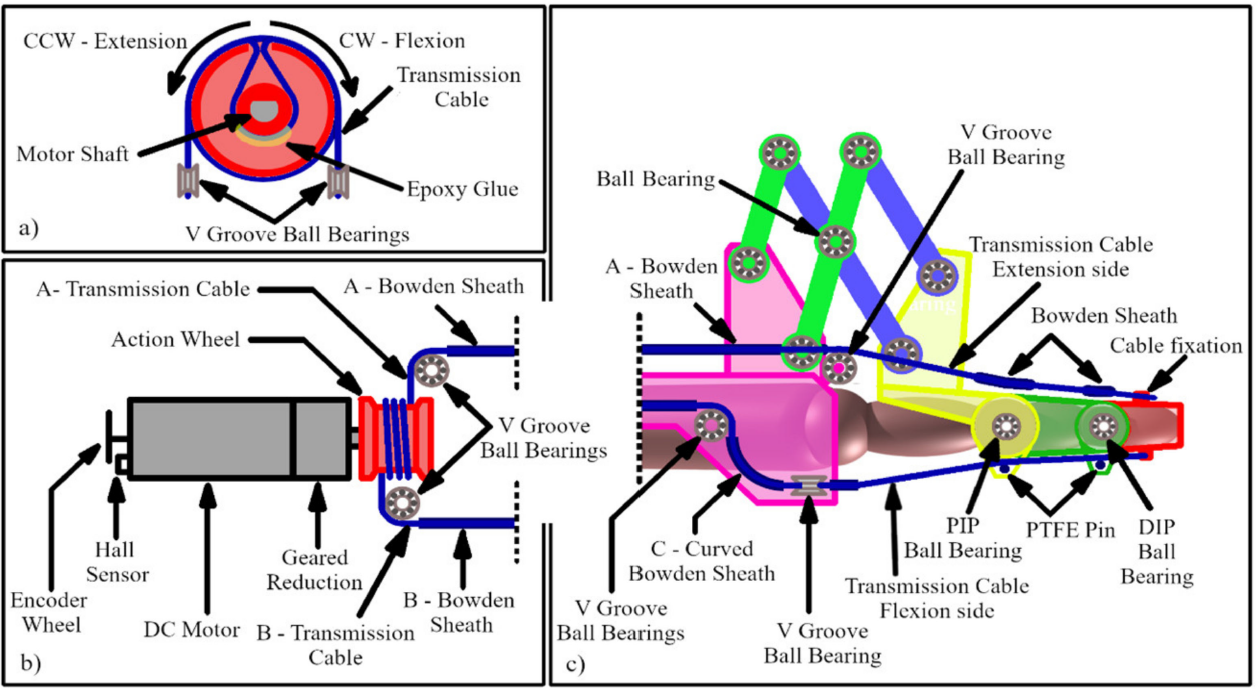 CCW - Extension
CW - Flexion
Transmission
Cable
Motor Shaft
Epoxy Glue
V Groove Ball Bearings
a)
A- Transmission Cable
A - Bowden Sheath
Action Wheel
V Groove
Ball Bearings
Hall
Sensor
Geared
Reduction
Encoder
Wheel
DC Motor
B - Transmission
Cable
B - Bowden
Sheath
b)
V Groove
Ball Bearing
Ball Bearing
A - Bowden
Sheath
Transmission Cable
Extension side
Bowden Sheath
Cable fixation
PIP
Ball Bearing
PTFE Pin
DIP
Ball
Bearing
C - Curved
Bowden Sheath
Transmission Cable
Flexion side
V Groove
Ball Bearings
V Groove
Ball Bearing
c)